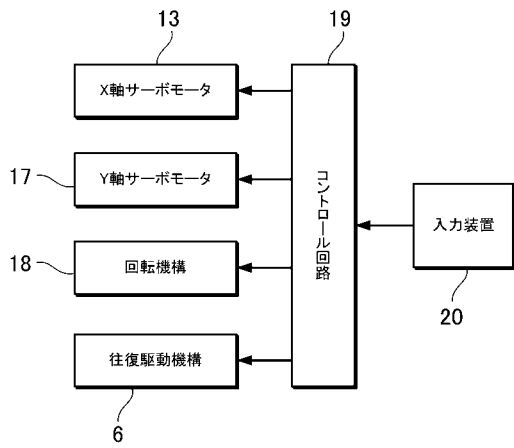 13
19
X軸サーボモータ
17
Y軸サーボモータ
コントロール回路
入力装置
18
回転機構
20
往復駆動機構
6